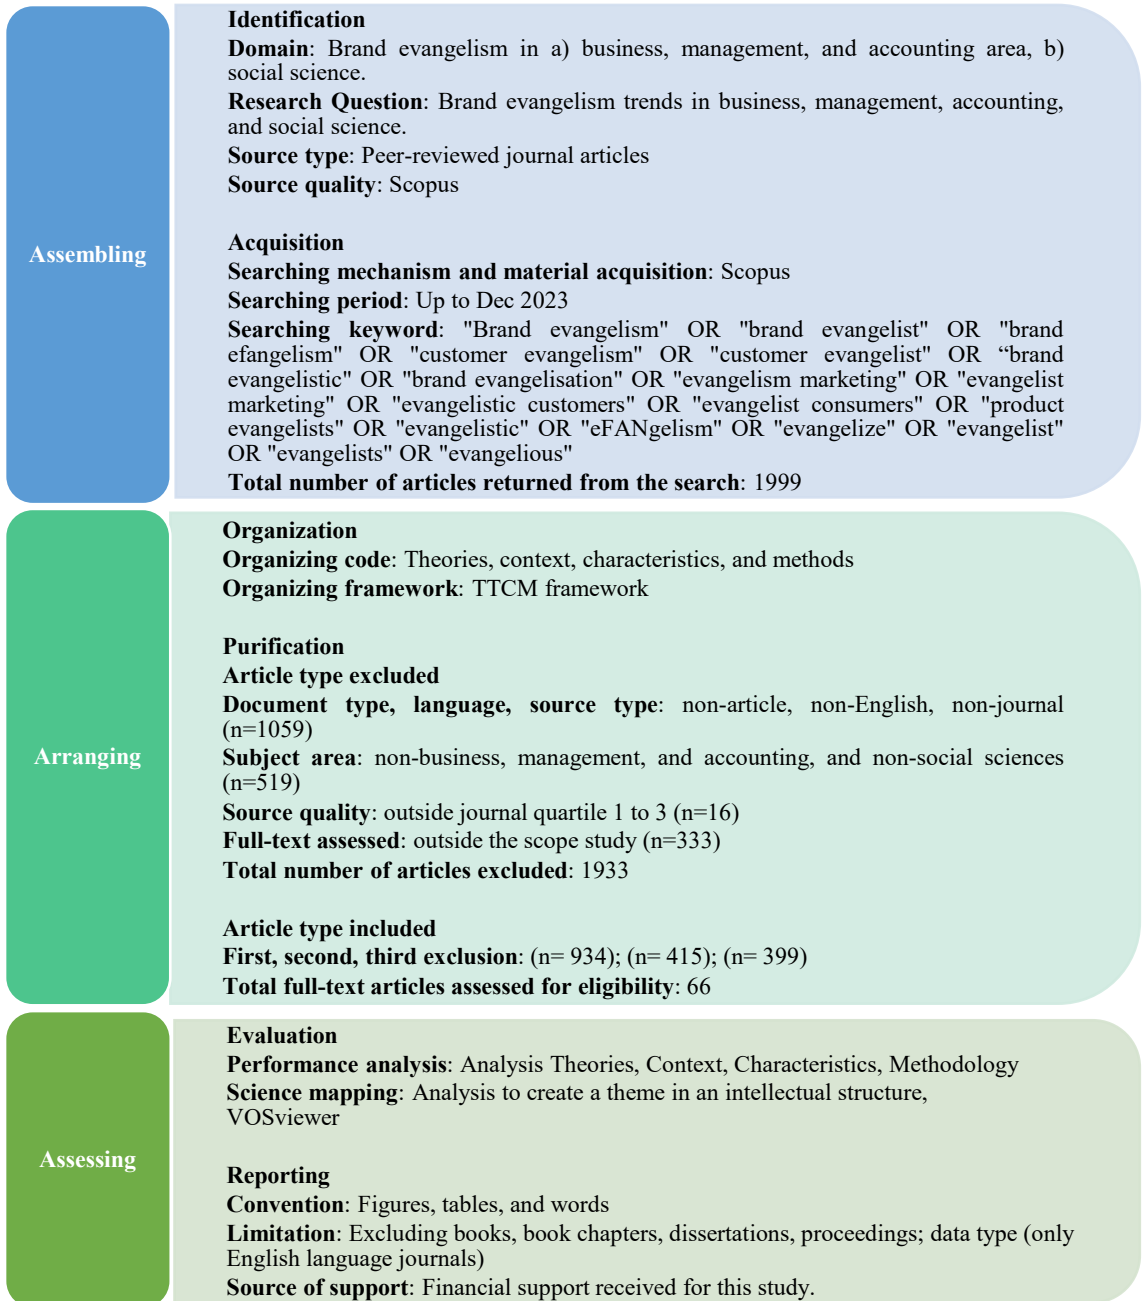 Assembling
Identification
Domain: Brand evangelism in a) business, management, and accounting area, b)
social science.
Research Question: Brand evangelism trends in business, management, accounting,
and social science.
Source type: Peer-reviewed journal articles
Source quality: Scopus
Acquisition
Searching mechanism and material acquisition: Scopus
Searching period: Up to Dec 2023
Searching keyword: "Brand evangelism" OR "brand evangelist" OR "brand
efangelism" OR "customer evangelism" OR "customer evangelist" OR “brand
evangelistic" OR "brand evangelisation" OR "evangelism marketing" OR "evangelist
marketing" OR "evangelistic customers" OR "evangelist consumers" OR "product
evangelists" OR "evangelistic" OR "eFANgelism" OR "evangelize" OR "evangelist"
OR "evangelists" OR "evangelious"
Total number of articles returned from the search: 1999
Arranging
Organization
Organizing code: Theories, context, characteristics, and methods
Organizing framework: TTCM framework
Purification
Article type excluded
Document type, language, source type: non-article, non-English, non-journal
(n=1059)
Subject area: non-business, management, and accounting, and non-social sciences
(n=519)
Source quality: outside journal quartile 1 to 3 (n=16)
Full-text assessed: outside the scope study (n=333)
Total number of articles excluded: 1933
Article type included
First, second, third exclusion: (n= 934); (n= 415); (n= 399)
Total full-text articles assessed for eligibility: 66
Assessing
Evaluation
Performance analysis: Analysis Theories, Context, Characteristics, Methodology
Science mapping: Analysis to create a theme in an intellectual structure,
VOSviewer
Reporting
Convention: Figures, tables, and words
Limitation: Excluding books, book chapters, dissertations, proceedings; data type (only
English language journals)
Source of support: Financial support received for this study.